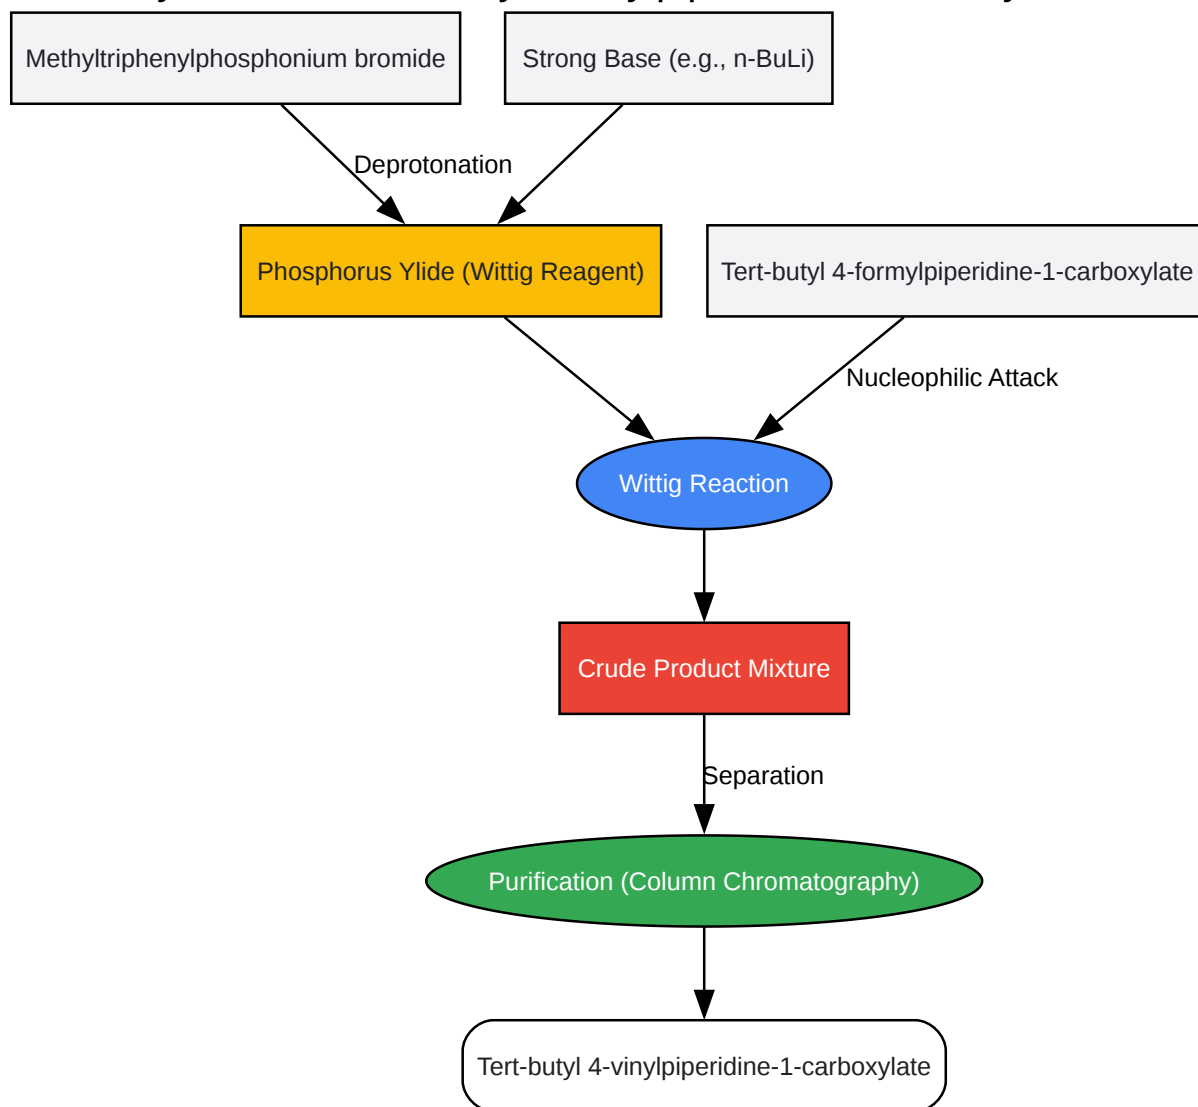 Methyltriphenylphosphonium bromide
Strong Base (e.g., n-BuLi)
Deprotonation
Phosphorus Ylide (Wittig Reagent)
Tert-butyl 4-formylpiperidine-1-carboxylate
Nucleophilic Attack
Wittig Reaction
Crude Product Mixture
Separation
Purification (Column Chromatography)
Tert-butyl 4-vinylpiperidine-1-carboxylate